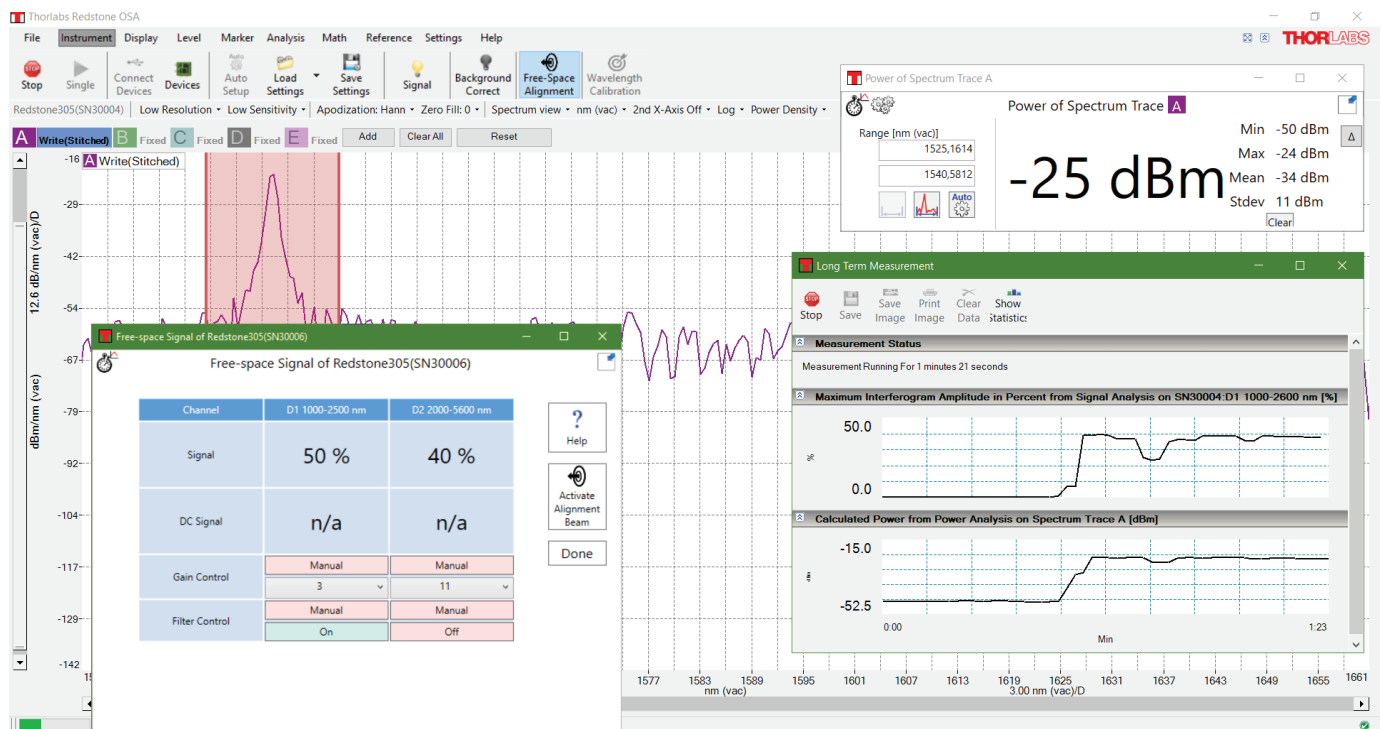 Thorlabs Redstone OSA
File Instrument Display Level Marker Analysis Math Reference Settings Help
THORLABS
Stop Single Connect Devices Devices Auto Setup Load Settings Save Settings Signal Background Correct Free-Space Alignment Wavelength Calibration
Redstone305(SN30004) Low Resolution Low Sensitivity Apodization: Hann Zero Fill: 0 Spectrum view nm (vac) 2nd X-Axis Off Log Power Density
A Write(Stitched) B Fixed C Fixed D Fixed E Fixed Add Clear All Reset
A Write(Stitched)
-16
-29
-42
-54
-67
-79
-92
-104
-117
-129
-142
12.6 dB/nm (vac)/D
dBm/nm (vac)
Power of Spectrum Trace A
Power of Spectrum Trace A
Range [nm (vac)]
1525,1614
1540,5812
Auto
-25 dBm
Min -50 dBm
Max -24 dBm
Mean -34 dBm
Stdev 11 dBm
Δ
Clear
Free-space Signal of Redstone305(SN30006)
Free-space Signal of Redstone305(SN30006)
Channel D1 1000-2500 nm D2 2000-5600 nm
Signal 50 % 40 %
DC Signal n/a n/a
Gain Control Manual Manual
3 11
Filter Control Manual Manual
On Off
?
Help
Activate
Alignment
Beam
Done
Long Term Measurement
STOP
Stop Save Save Image Print Image Clear Data Show Statistics
Measurement Status
Measurement Running For 1 minutes 21 seconds
Maximum Interferogram Amplitude in Percent from Signal Analysis on SN30004:D1 1000-2600 nm [%]
50.0
%
0.0
Calculated Power from Power Analysis on Spectrum Trace A [dBm]
-15.0
-52.5
0:00 1:23
Min
1577 1583 1589 1595 1601 1607 1613 1619 1625 1631 1637 1643 1649 1655 1661
nm (vac) 3.00 nm (vac)/D